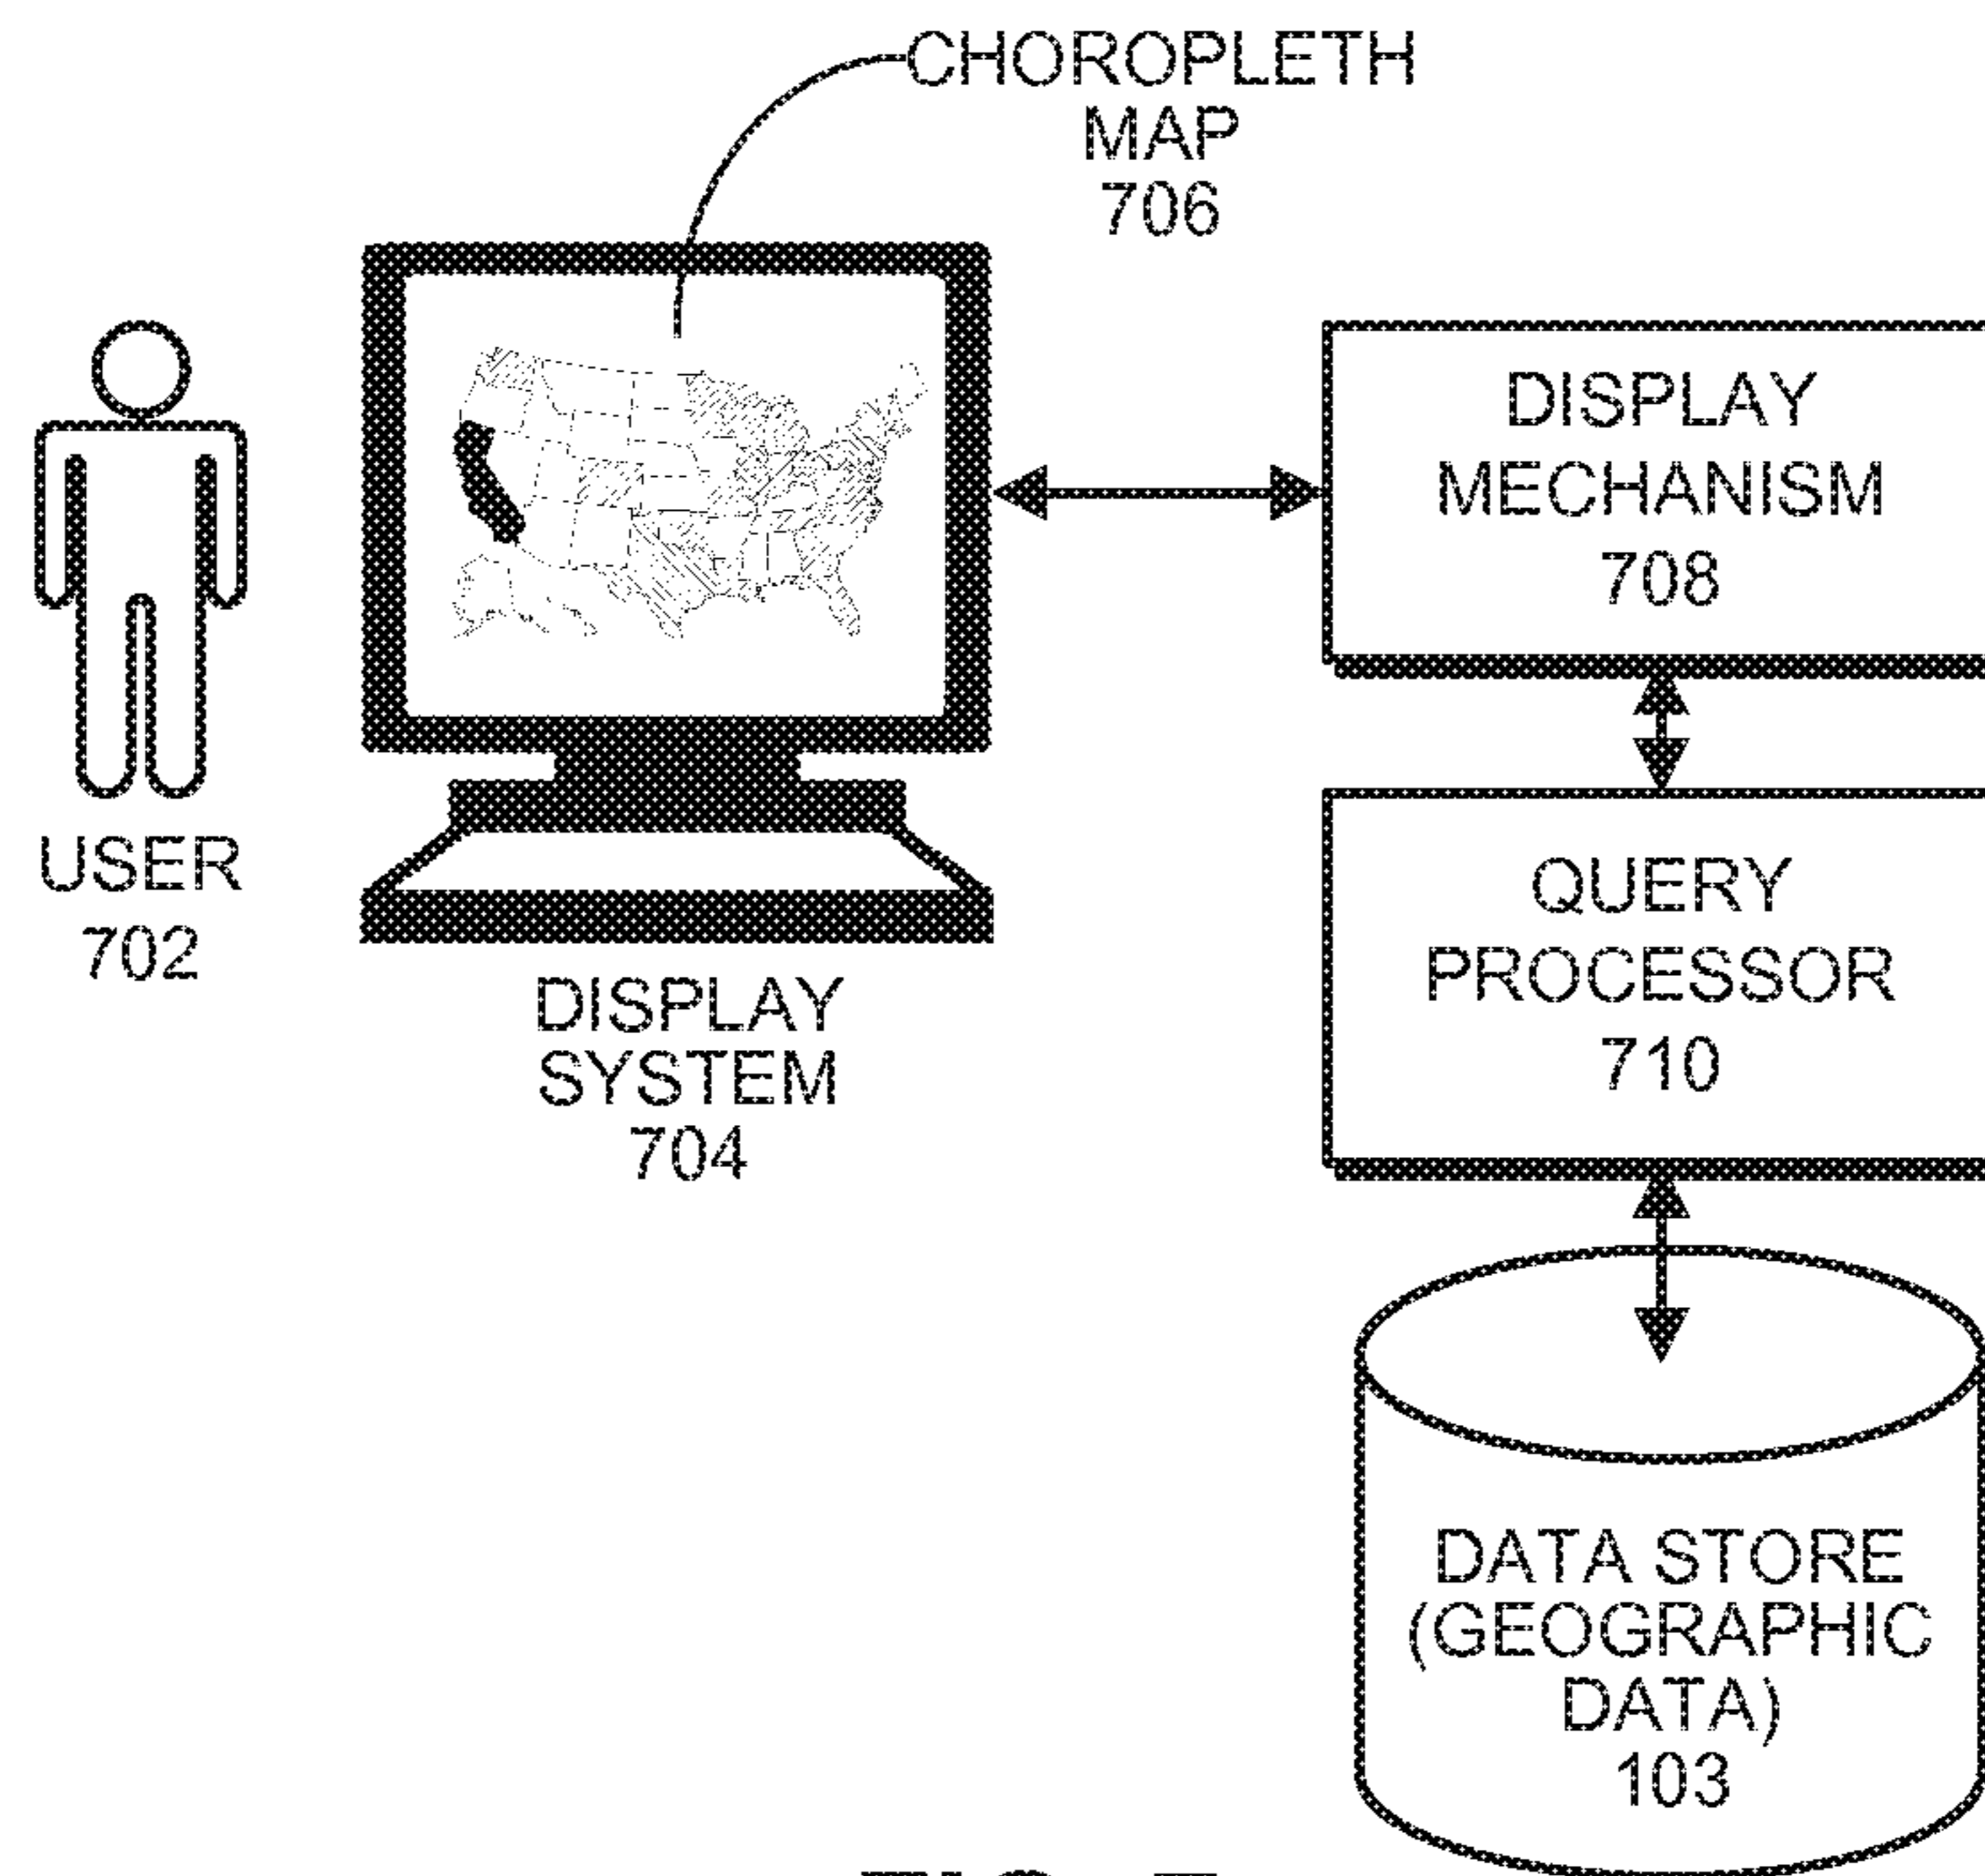 CHOROPLETH
MAP
706
DISPLAY
MECHANISM
708
USER
702
DISPLAY
SYSTEM
704
QUERY
PROCESSOR
710
DATA STORE
(GEOGRAPHIC
DATA)
103